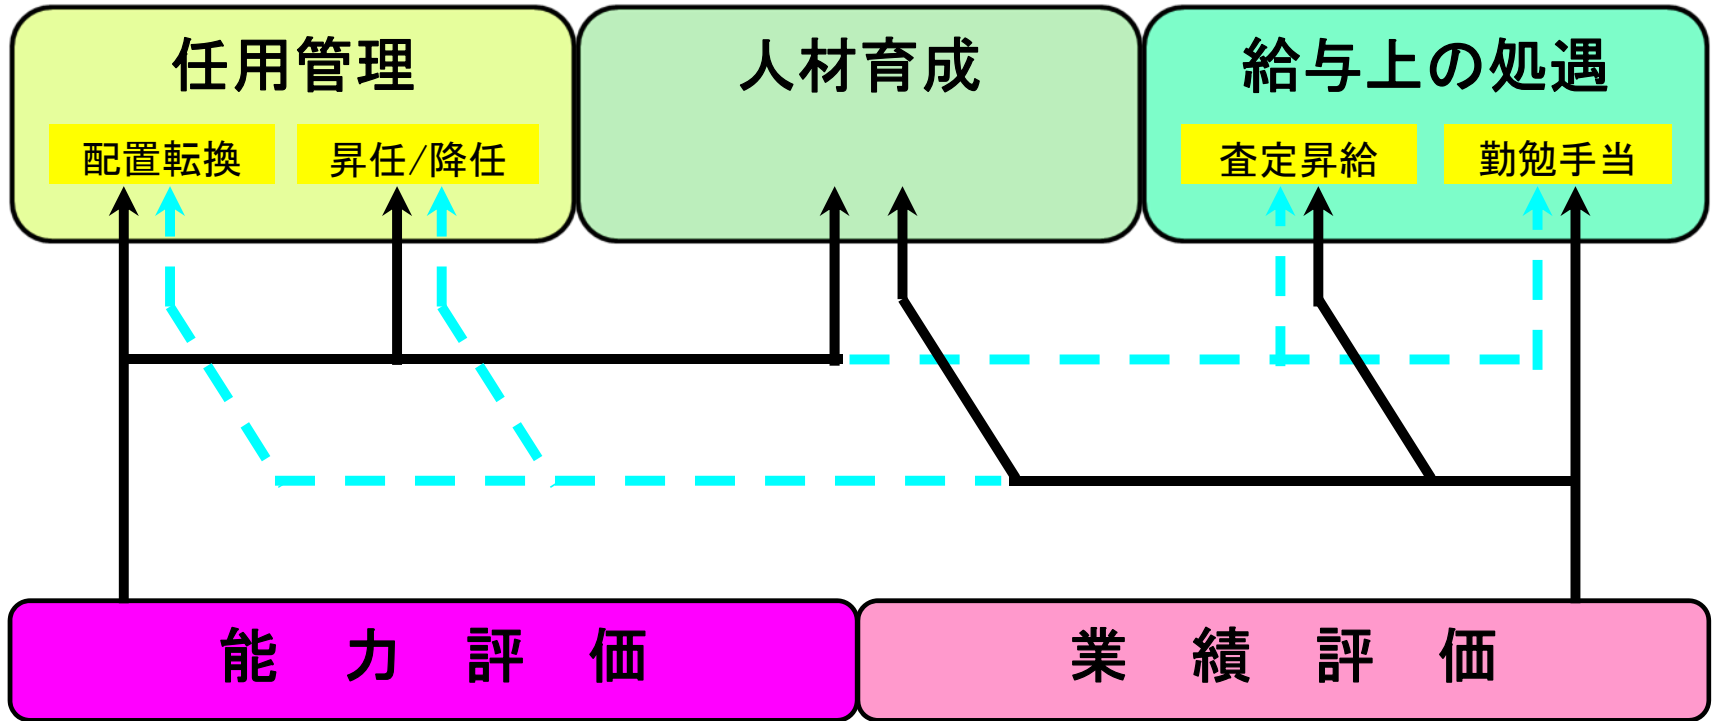 任用管理
配置転換
昇任/降任
人材育成
給与上の処遇
査定昇給
勤勉手当
能力評価
業績評価